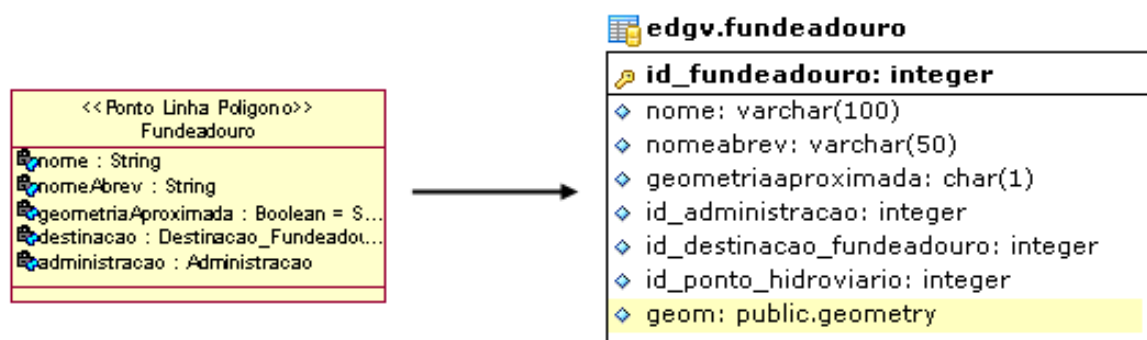 <<Ponto Linha Poligono>>
Fundeadouro
nome : String
nomeAbrev : String
geometriaAproximada : Boolean = S...
destinacao : Destinacao_Fundeadou...
administracao : Administracao
edgv.fundeadouro
id_fundeadouro: integer
nome: varchar(100)
nomeabrev: varchar(50)
geometriaaproximada: char(1)
id_administracao: integer
id_destinacao_fundeadouro: integer
id_ponto_hidroviario: integer
geom: public.geometry